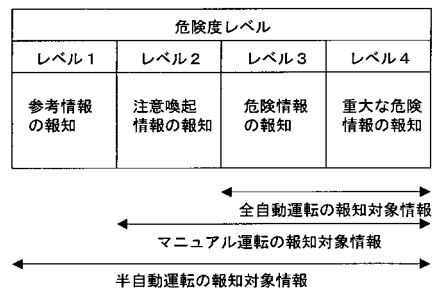 危険度レベル
レベル1 レベル2 レベル3 レベル4
参考情報 注意喚起 危険情報 重大な危険
の報知 情報の報知 の報知 情報の報知
全自動運転の報知対象情報
マニュアル運転の報知対象情報
半自動運転の報知対象情報